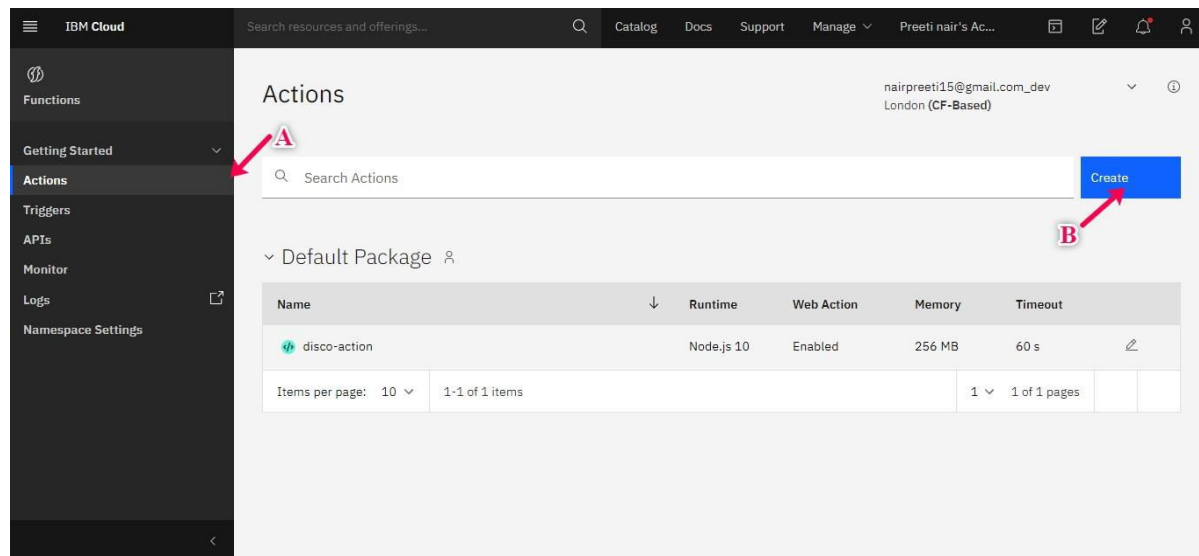 IBM Cloud
Search resources and offerings...
Catalog
Docs
Support
Manage
Preeti nair's Ac...
Functions
Getting Started
Actions
Triggers
APIs
Monitor
Logs
Namespace Settings
Actions
nairpreeti15@gmail.com_dev
London (CF-Based)
A
Search Actions
Create
B
Default Package
Name Runtime Web Action Memory Timeout
disco-action Node.js 10 Enabled 256 MB 60 s
Items per page: 10 1-1 of 1 items 1 1 of 1 pages